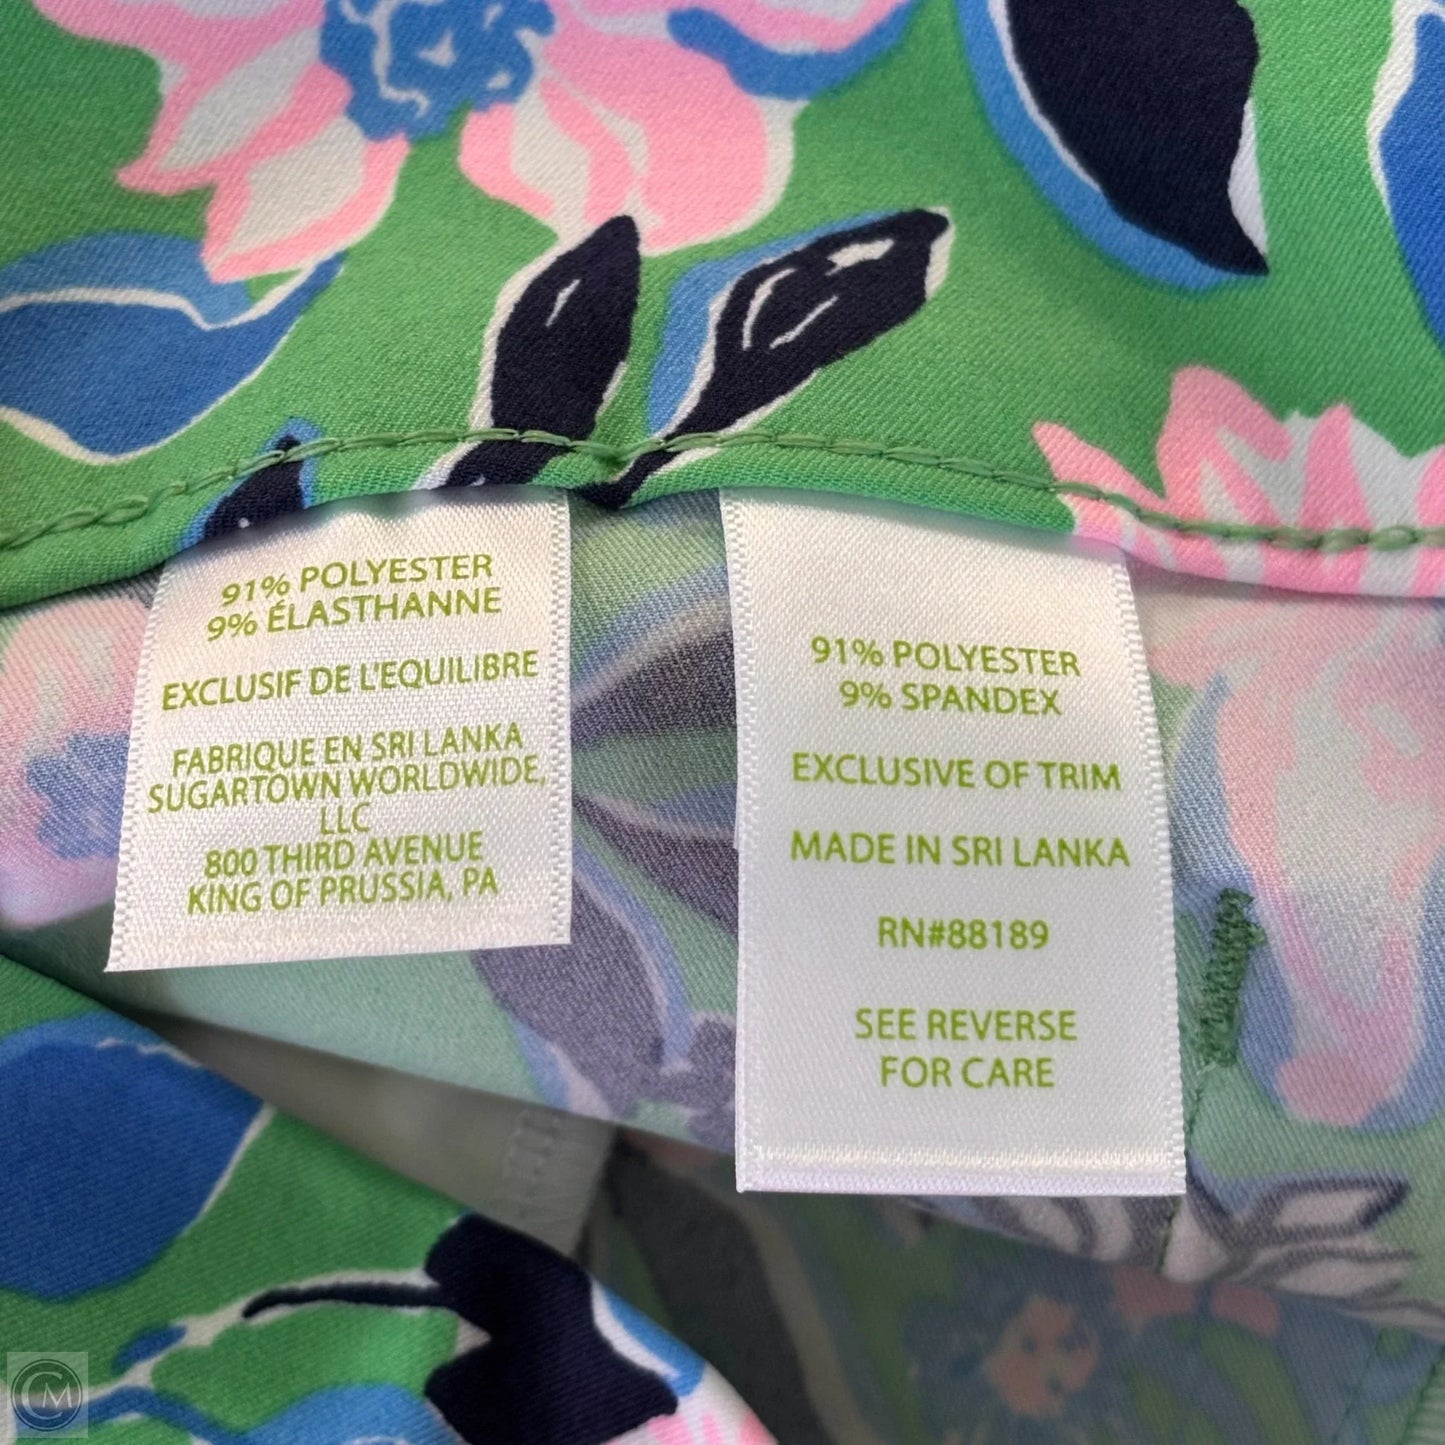 91% POLYESTER
9% ÉLASTHANNE
EXCLUSIF DE L'EQUILIBRE
FABRIQUE EN SRI LANKA
SUGARTOWN WORLDWIDE,
LLC
800 THIRD AVENUE
KING OF PRUSSIA, PA
91% POLYESTER
9% SPANDEX
EXCLUSIVE OF TRIM
MADE IN SRI LANKA
RN#88189
SEE REVERSE
FOR CARE
CM